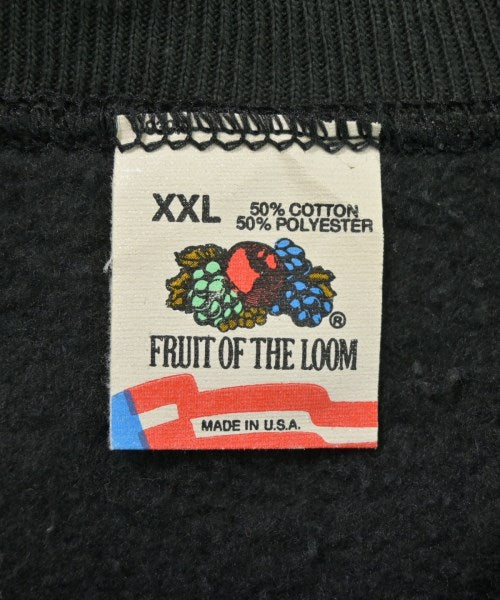 XXL
50% COTTON
50% POLYESTER
®
FRUIT OF THE LOOM
MADE IN U.S.A.